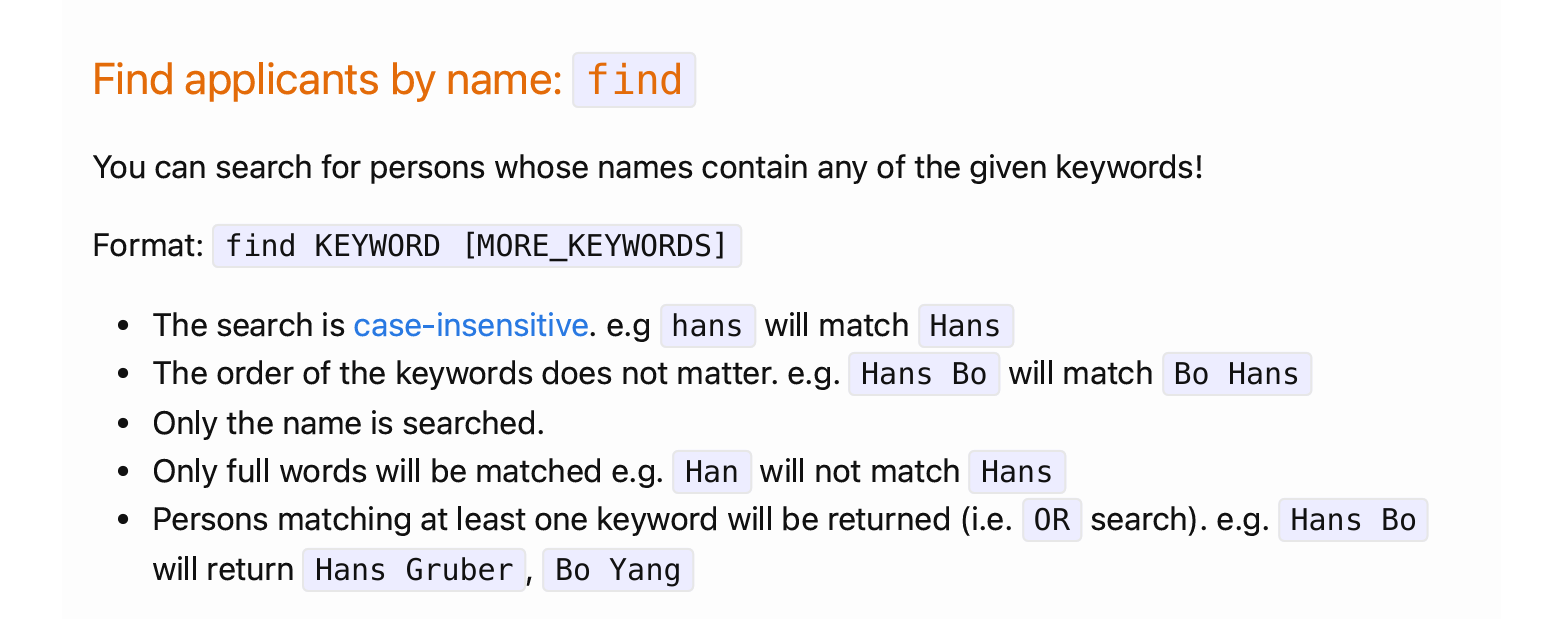 Find applicants by name: find
You can search for persons whose names contain any of the given keywords!
Format: find KEYWORD [MORE_KEYWORDS]
• The search is case-insensitive. e.g hans will match Hans
• The order of the keywords does not matter. e.g. Hans Bo will match Bo Hans
• Only the name is searched.
• Only full words will be matched e.g. Han will not match Hans
• Persons matching at least one keyword will be returned (i.e. OR search). e.g. Hans Bo
will return Hans Gruber, Bo Yang